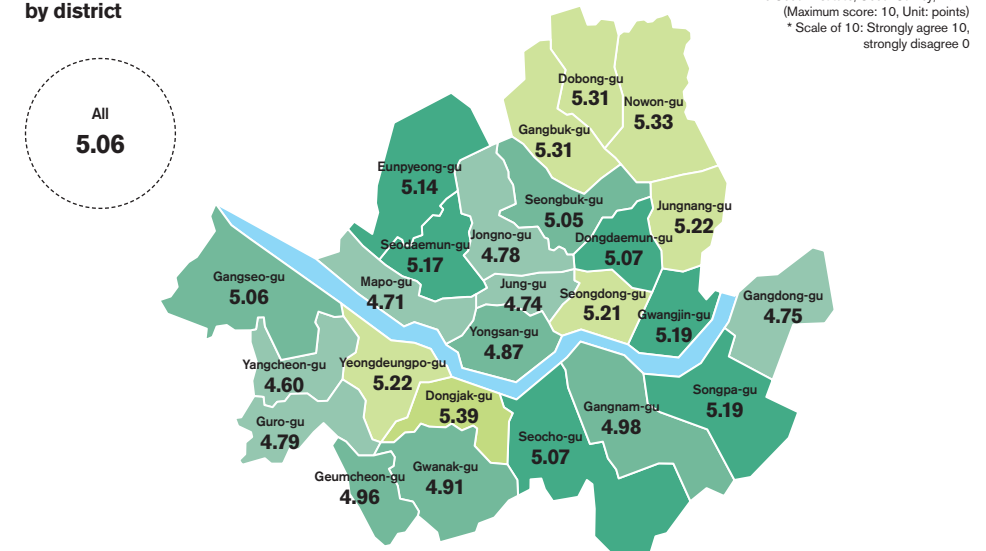 by district
(Maximum score: 10, Unit: points)
* Scale of 10: Strongly agree 10,
strongly disagree 0
All
5.06
Dobong-gu
5.31
Nowon-gu
5.33
Gangbuk-gu
5.31
Eunpyeong-gu
5.14
Seongbuk-gu
5.05
Jungnang-gu
5.22
Jongno-gu
4.78
Dongdaemun-gu
5.07
Seodaemun-gu
5.17
Gangseo-gu
5.06
Mapo-gu
4.71
Jung-gu
4.74
Seongdong-gu
5.21
Gwangjin-gu
5.19
Gangdong-gu
4.75
Yongsan-gu
4.87
Yangcheon-gu
4.60
Yeongdeungpo-gu
5.22
Dongjak-gu
5.39
Gangnam-gu
4.98
Songpa-gu
5.19
Guro-gu
4.79
Seocho-gu
5.07
Geumcheon-gu
4.96
Gwanak-gu
4.91